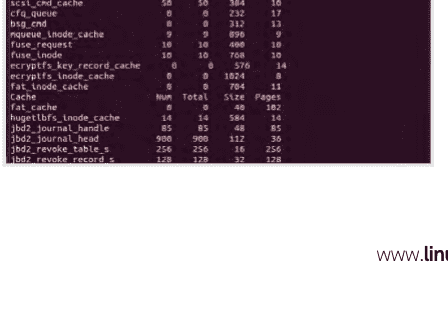 scsi_cmd_cache 50 50 384 10
cfq_queue 0 0 232 17
bsg_cmd 0 0 312 13
mqueue_inode_cache 9 9 896 9
fuse_request 10 10 400 10
fuse_inode 10 10 768 10
ecryptfs_key_record_cache 0 0 576 14
ecryptfs_inode_cache 0 0 1024 8
fat_inode_cache 0 0 704 11
Cache Num Total Size Pages
fat_cache 0 0 40 102
hugetlbfs_inode_cache 14 14 584 14
jbd2_journal_handle 85 85 48 85
jbd2_journal_head 900 900 112 36
jbd2_revoke_table_s 256 256 16 256
jbd2_revoke_record_s 128 128 32 128
www.linu